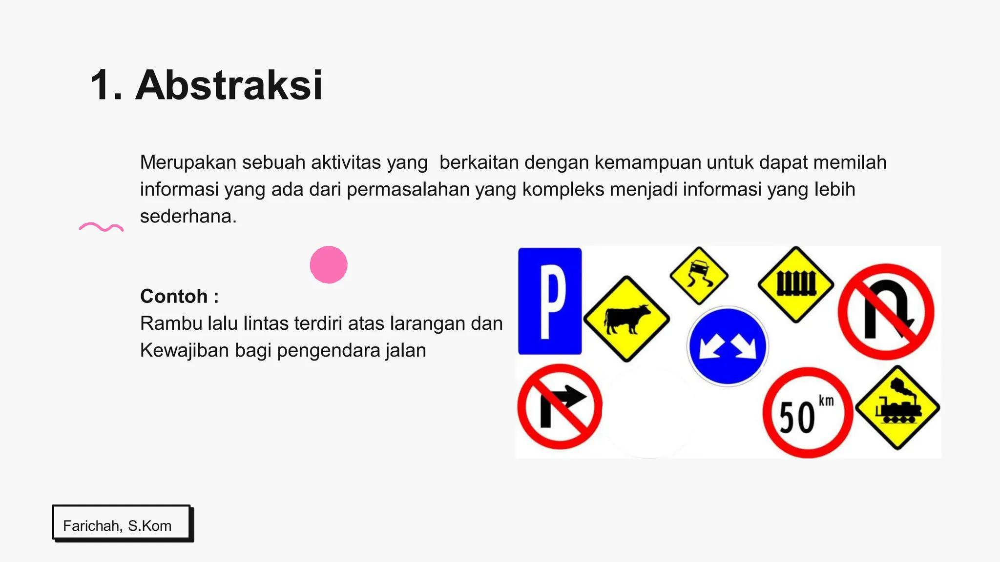 1. Abstraksi
Merupakan sebuah aktivitas yang  berkaitan dengan kemampuan untuk dapat memilah
informasi yang ada dari permasalahan yang kompleks menjadi informasi yang lebih
sederhana.
Contoh :
Rambu lalu lintas terdiri atas larangan dan
Kewajiban bagi pengendara jalan
P
50 km
Farichah, S.Kom